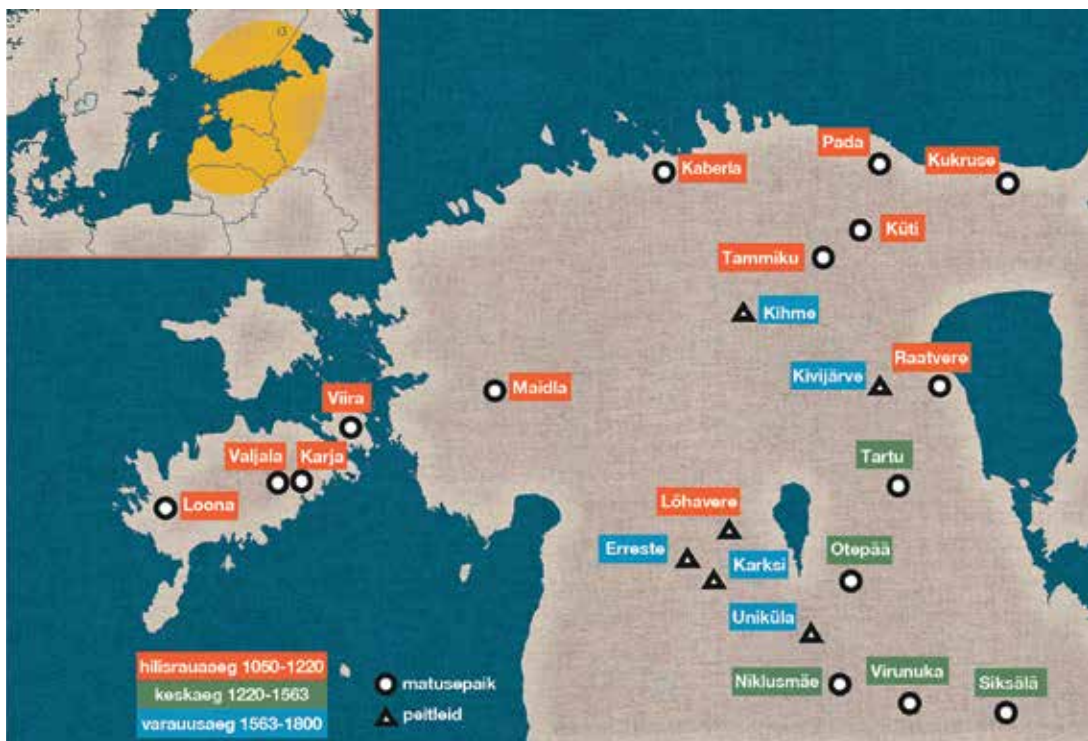 Pada
Kukruse
Kaberla
Küti
Tammiku
Kihme
Raatvere
Kivijärve
Maidla
Viira
Valjala
Karja
Tartu
Loona
Lõhavere
Erreste
Otepää
Karksi
Uniküla
hilisrauaaeg 1050-1220
keskaeg 1220-1563
varauusaeg 1563-1800
matusepaik
peitleid
Niklusmäe
Virunuka
Siksälä